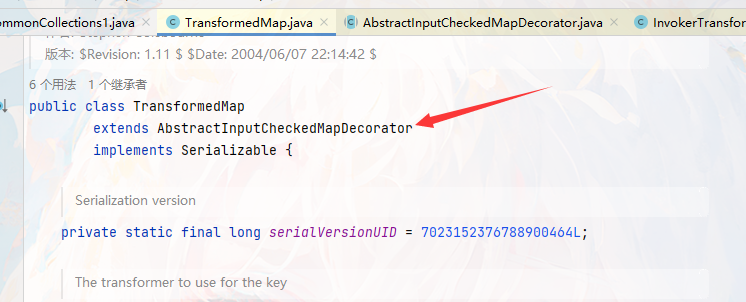 ommonCollections1.java
TransformedMap.java
AbstractInputCheckedMapDecorator.java
InvokerTransfor
版本: $Revision: 1.11 $ $Date: 2004/06/07 22:14:42 $
6 个用法 1 个继承者
public class TransformedMap
extends AbstractInputCheckedMapDecorator
implements Serializable {
Serialization version
private static final long serialVersionUID = 7023152376788900464L;
The transformer to use for the key